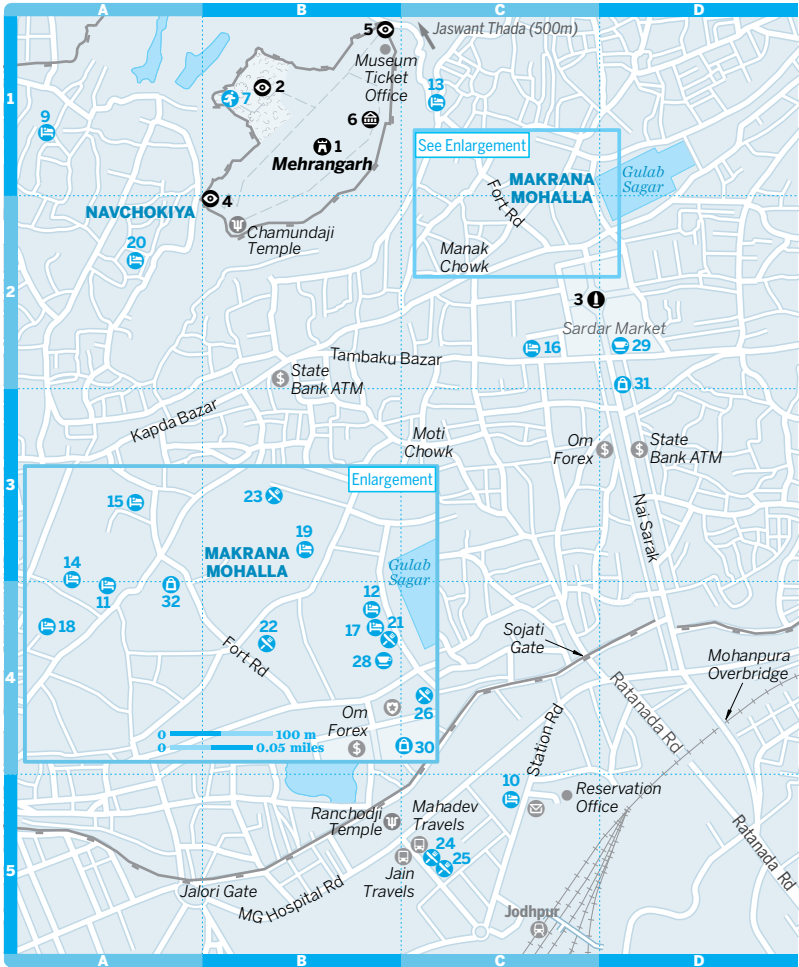 5
Jaswant Thada (500m)
Museum
Ticket
Office
13
2
7
1
9
6
1
Mehrangarh
See Enlargement
Gulab
Sagar
MAKRANA
MOHALLA
Fort Rd
4
NAVCHOKIYA
Chamundaji
Temple
20
Manak
Chowk
2
3
Sardar Market
16
29
Tambaku Bazar
State
Bank ATM
31
Kapda Bazar
Moti
Chowk
Om
Forex
State
Bank ATM
3
Enlargement
15
23
Nai Sarak
19
MAKRANA
MOHALLA
Gulab
Sagar
14
11
32
12
18
17
21
22
Fort Rd
28
Sojati
Gate
Mohanpura
Overbridge
4
26
Ratanada Rd
Om
Forex
Station Rd
0
100 m
0
0.05 miles
30
10
Reservation
Office
Ranchodji
Temple
Mahadev
Travels
24
25
Ratanada Rd
5
Jain
Travels
Jalori Gate
MG Hospital Rd
Jodhpur
A
B
C
D
A
B
C
D